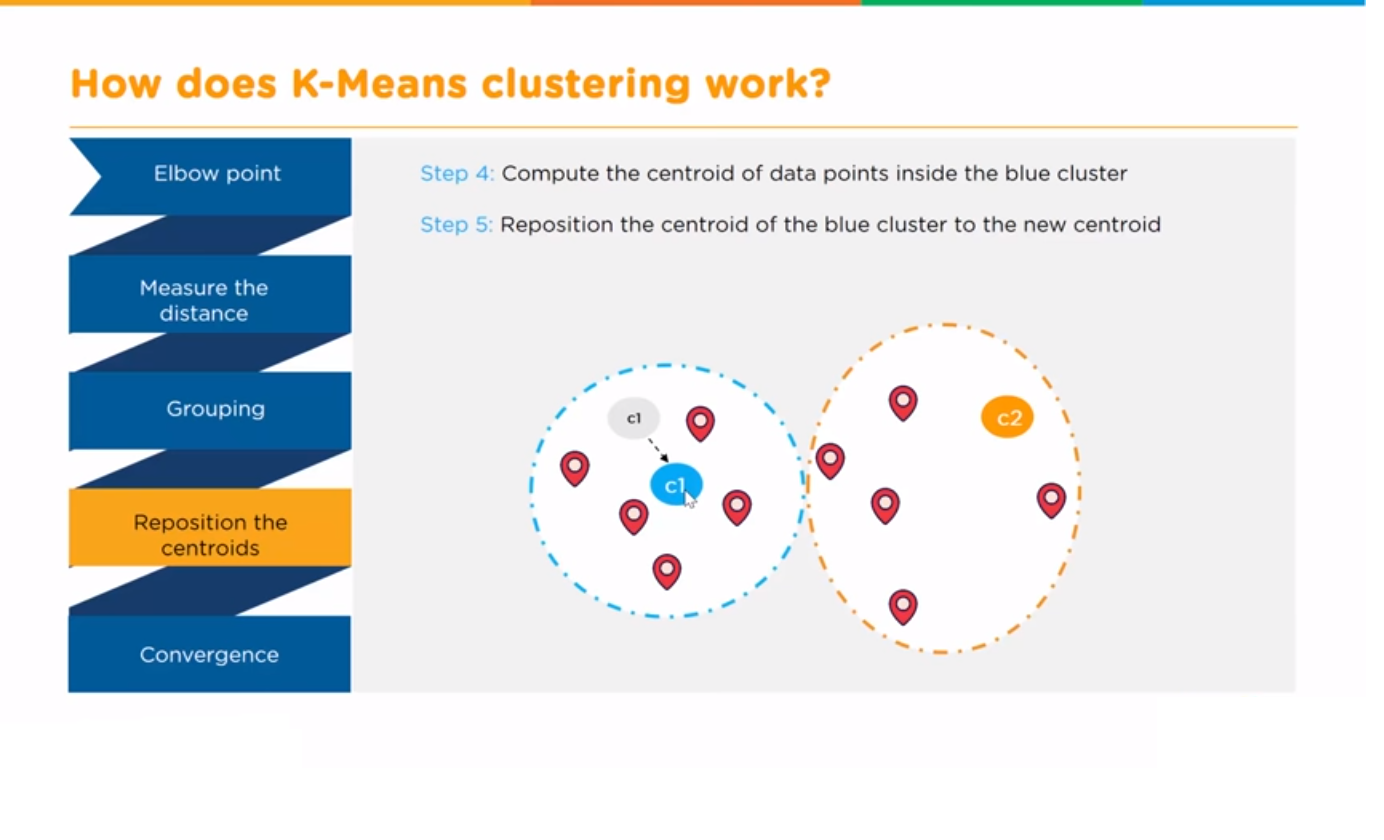 How does K-Means clustering work?
Elbow point
Measure the
distance
Grouping
Reposition the
centroids
Convergence
Step 4: Compute the centroid of data points inside the blue cluster
Step 5: Reposition the centroid of the blue cluster to the new centroid
c1
c1
c2